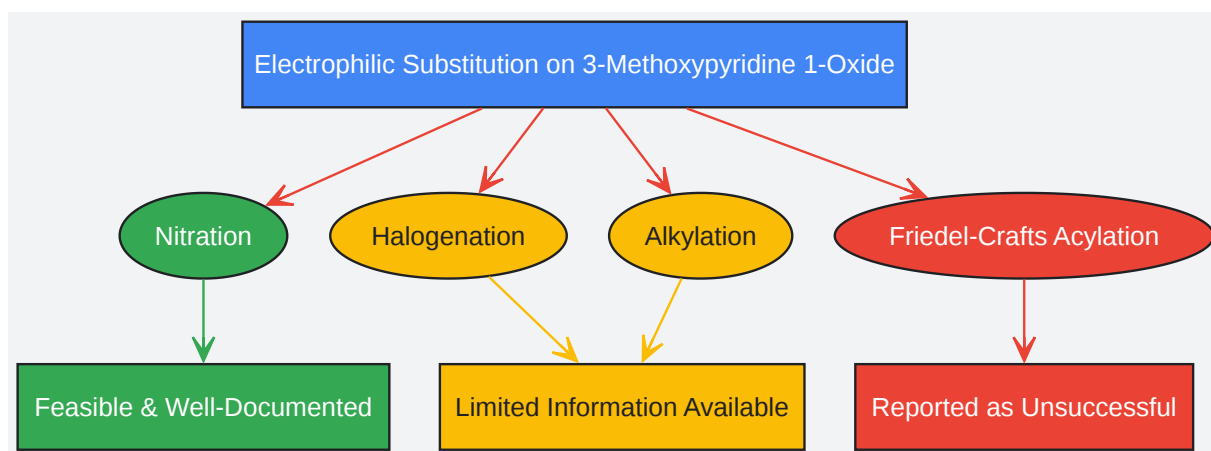 Electrophilic Substitution on 3-Methoxypyridine 1-Oxide
Nitration
Halogenation
Alkylation
Friedel-Crafts Acylation
Feasible & Well-Documented
Limited Information Available
Reported as Unsuccessful